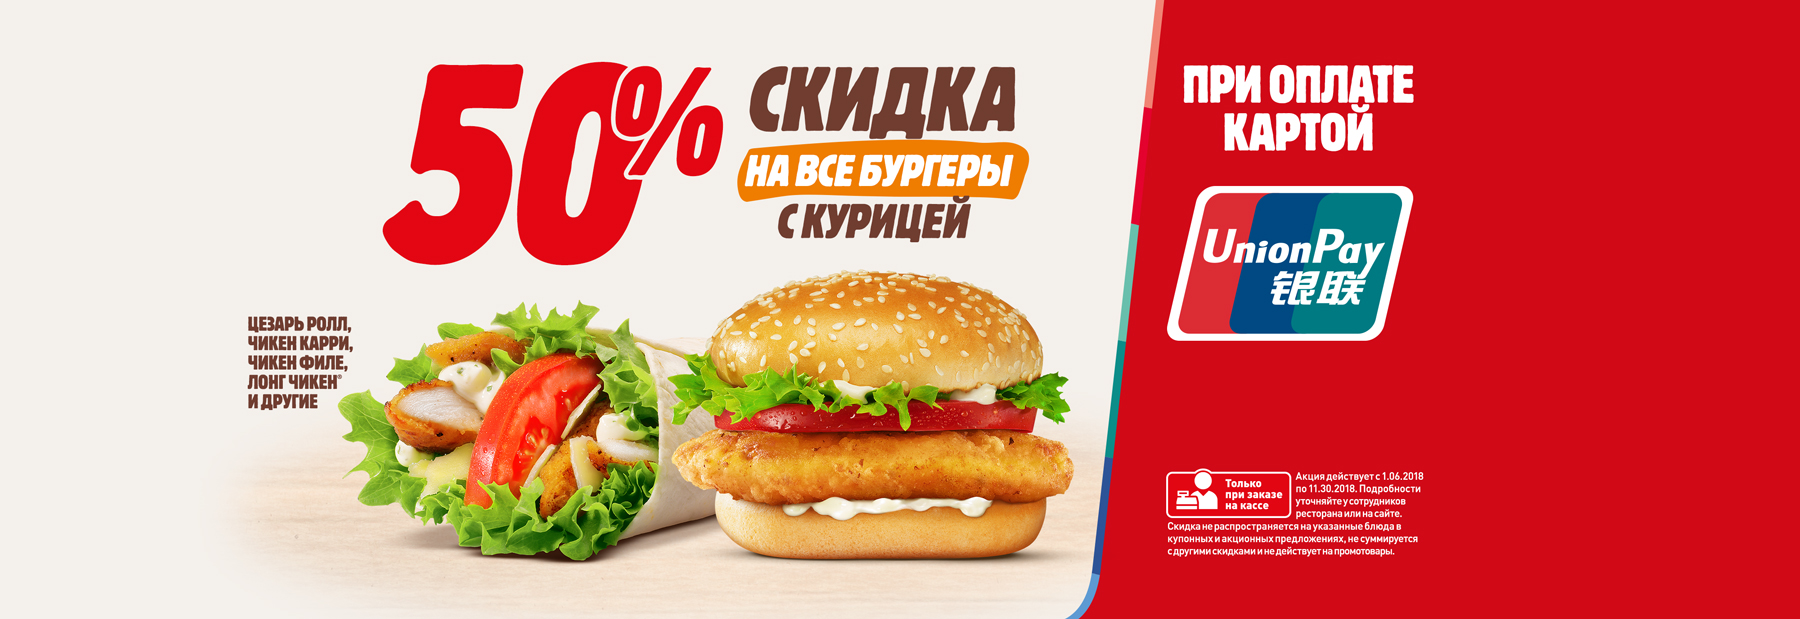 50%
СКИДКА
НА ВСЕ БУРГЕРЫ
С КУРИЦЕЙ
ЦЕЗАРЬ РОЛЛ,
ЧИКЕН КАРРИ,
ЧИКЕН ФИЛЕ,
ЛОНГ ЧИКЕН®
И ДРУГИЕ
ПРИ ОПЛАТЕ
КАРТОЙ
UnionPay
银联
Только
при заказе
на кассе
Акция действует с 1.06.2018
по 11.30.2018. Подробности
уточняйте у сотрудников
ресторана или на сайте.
Скидка не распространяется на указанные блюда в
купонных и акционных предложениях, не суммируется
с другими скидками и не действует на промотовары.